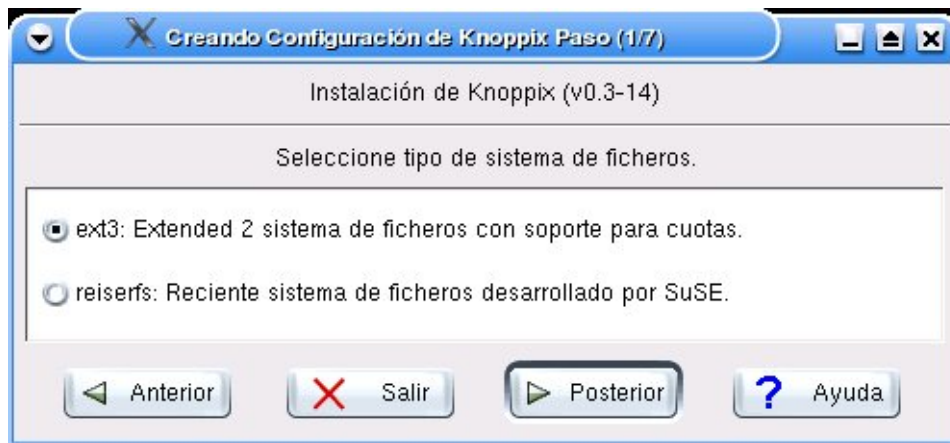 Creando Configuración de Knoppix Paso (1/7)
Instalación de Knoppix (v0.3-14)
Seleccione tipo de sistema de ficheros.
ext3: Extended 2 sistema de ficheros con soporte para cuotas.
reiserfs: Reciente sistema de ficheros desarrollado por SuSE.
Anterior Salir Posterior ? Ayuda